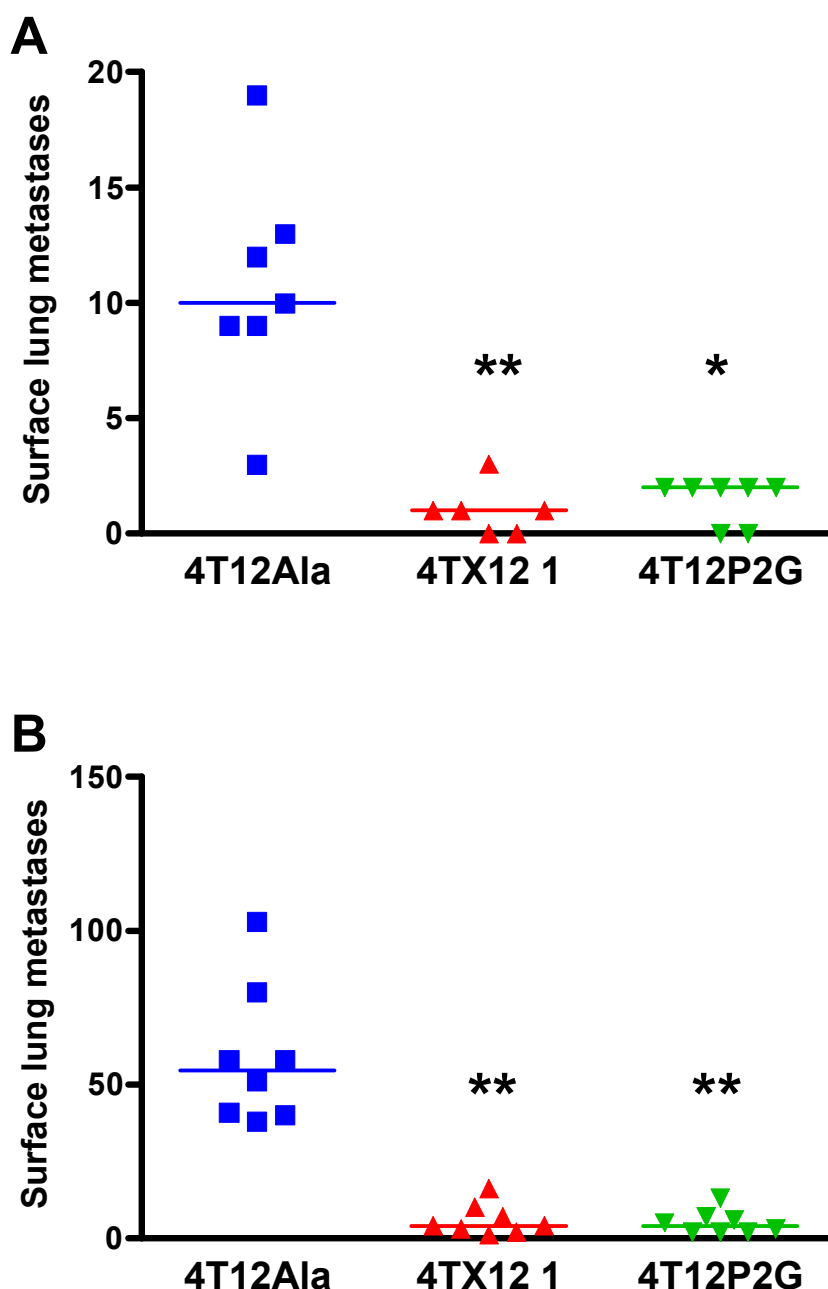 A
Surface lung metastases
20
15
10
5
0
** *
4T12Ala 4TX12 1 4T12P2G
B
Surface lung metastases
150
100
50
0
** **
4T12Ala 4TX12 1 4T12P2G